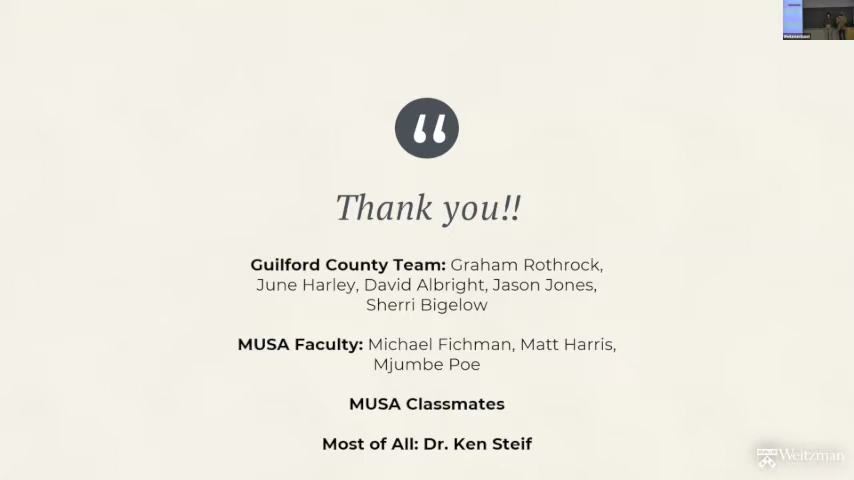 Thank you!!
Guilford County Team: Graham Rothrock,
June Harley, David Albright, Jason Jones,
Sherri Bigelow
MUSA Faculty: Michael Fichman, Matt Harris,
Mjumbe Poe
MUSA Classmates
Most of All: Dr. Ken Steif
Weitzman